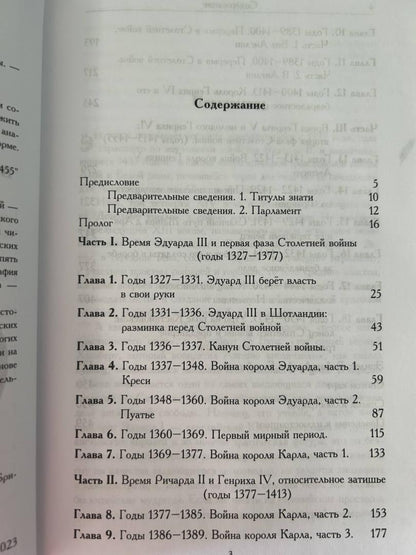 Содержание
Предисловие 5
Предварительные сведения. 1. Титулы знати 10
Предварительные сведения. 2. Парламент 12
Пролог 16
Часть I. Время Эдуарда III и первая фаза Столетней войны
(годы 1327—1377)
Глава 1. Годы 1327—1331. Эдуард III берёт власть
в свои руки 25
Глава 2. Годы 1331—1336. Эдуард III в Шотландии:
разминка перед Столетней войной 43
Глава 3. Годы 1336—1337. Канун Столетней войны. 51
Глава 4. Годы 1337—1348. Война короля Эдуарда, часть 1.
Креси 59
Глава 5. Годы 1348—1360. Война короля Эдуарда, часть 2.
Пуатье 87
Глава 6. Годы 1360—1369. Первый мирный период. 115
Глава 7. Годы 1369—1377. Война короля Карла, часть 1. 133
Часть II. Время Ричарда II и Генриха IV, относительное затишье
(годы 1377—1413)
Глава 8. Годы 1377—1385. Война короля Карла, часть 2. 153
Глава 9. Годы 1386—1389. Война короля Карла, часть 3. 177
3